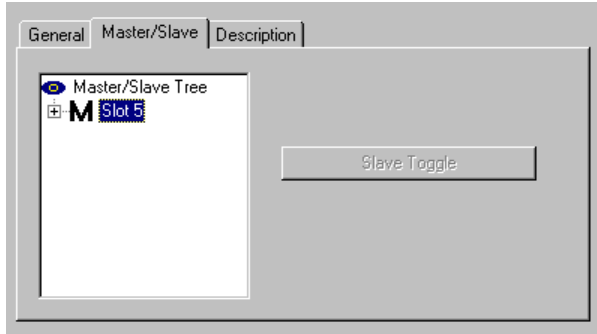 General Master/Slave Description
Master/Slave Tree
M Slot 5
Slave Toggle